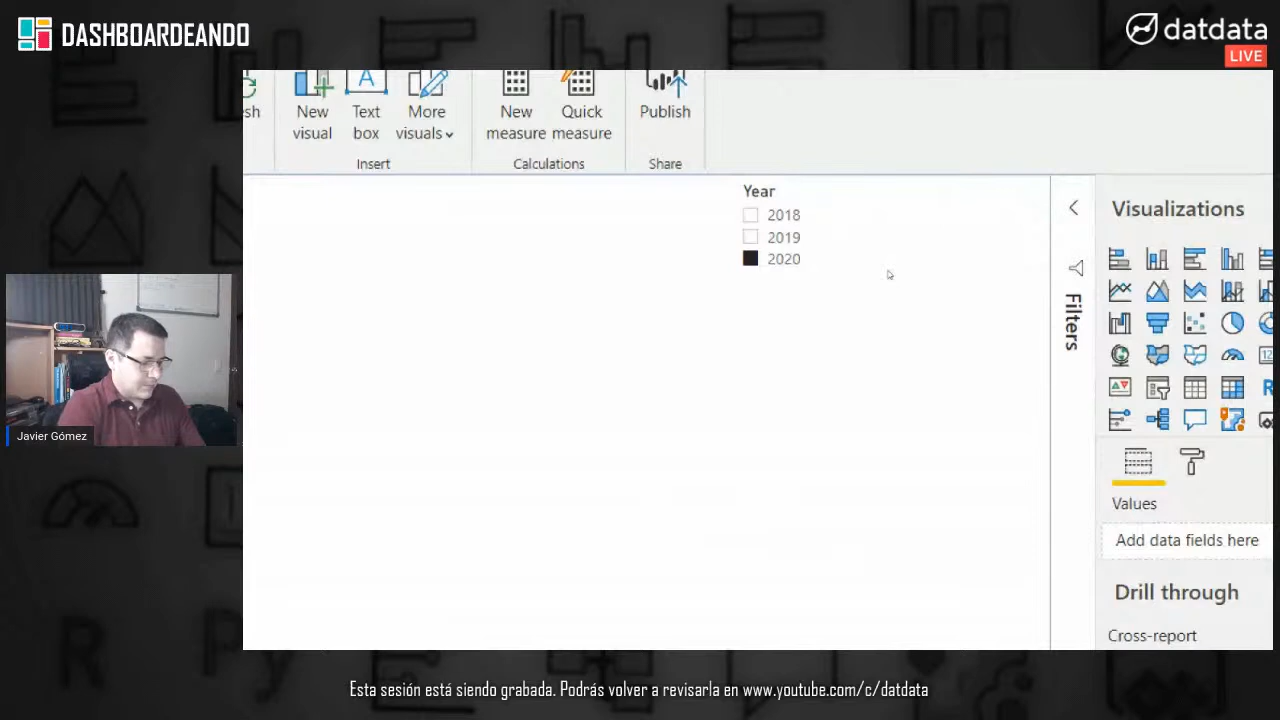 DASHBOARDEANDO
datdata
LIVE
esh
New visual
Text box
More visuals
New measure
Quick measure
Publish
Insert
Calculations
Share
Year
2018
2019
2020
Filters
Visualizations
Values
Add data fields here
Drill through
Cross-report
Javier Gómez
R
Py
Esta sesión está siendo grabada. Podrás volver a revisarla en www.youtube.com/c/datdata